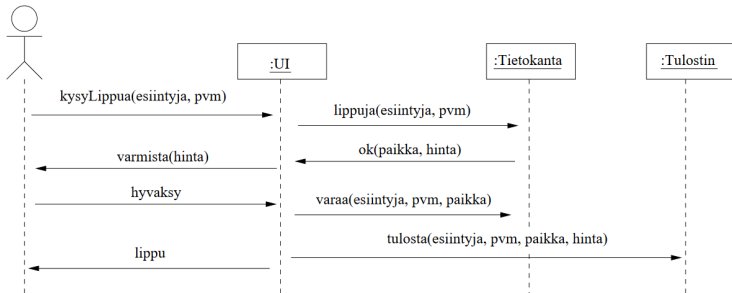 :UI
:Tietokanta
:Tulostin
kysyLippua(esiintyja, pvm)
lippuja(esiintyja, pvm)
ok(paikka, hinta)
varmista(hinta)
hyvaksy
varaa(esiintyja, pvm, paikka)
tulosta(esiintyja, pvm, paikka, hinta)
lippu